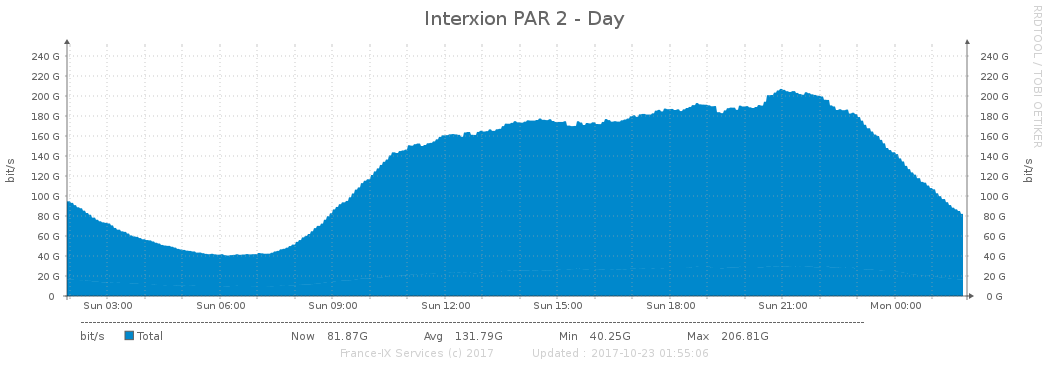 Interxion PAR 2 - Day
RRDTOOL / TOBI OETIKER
bit/s
240 G 240 G
220 G 220 G
200 G 200 G
180 G 180 G
160 G 160 G
140 G 140 G
120 G 120 G
100 G 100 G
80 G 80 G
60 G 60 G
40 G 40 G
20 G 20 G
0 0 G
bit/s
Sun 03:00 Sun 06:00 Sun 09:00 Sun 12:00 Sun 15:00 Sun 18:00 Sun 21:00 Mon 00:00
bit/s Total Now 81.87G Avg 131.79G Min 40.25G Max 206.81G
France-IX Services (c) 2017 Updated : 2017-10-23 01:55:06